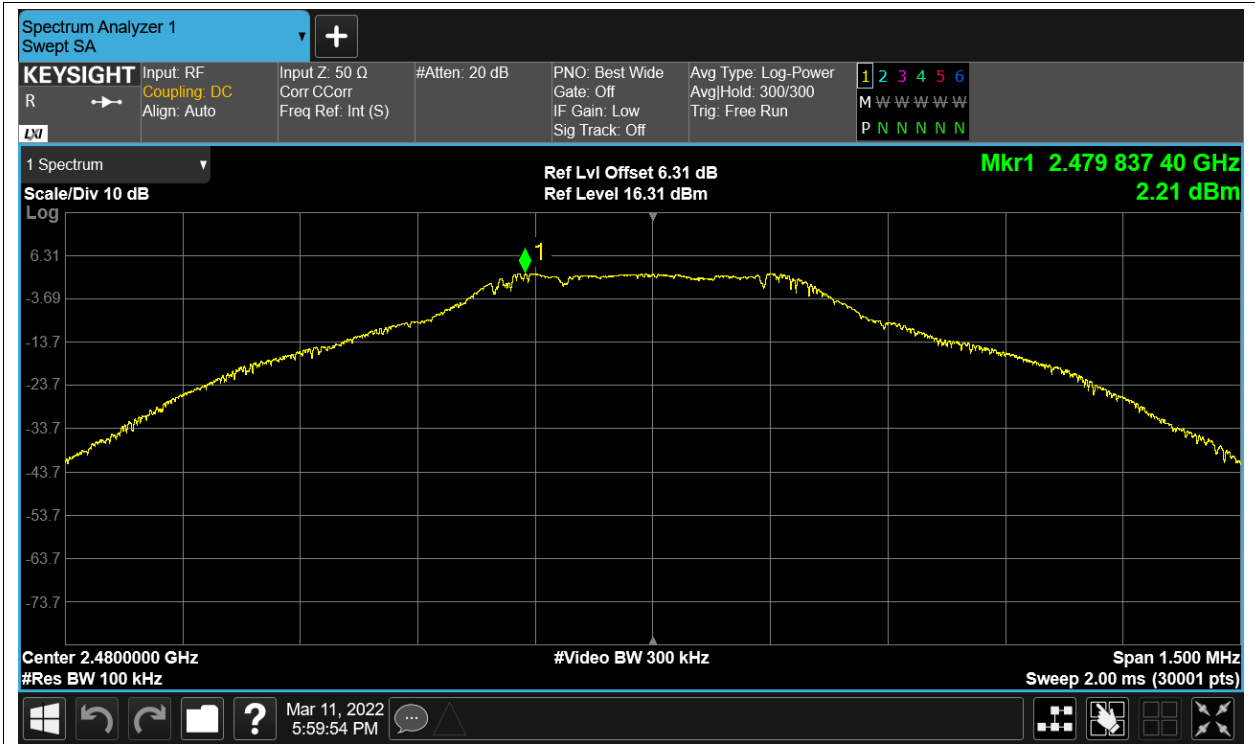 Spectrum Analyzer 1
Swept SA
KEYSIGHT
R
LXI
Input: RF
Coupling: DC
Align: Auto
Input Z: 50 Ω
Corr CCorr
Freq Ref: Int (S)
#Atten: 20 dB
PNO: Best Wide
Gate: Off
IF Gain: Low
Sig Track: Off
Avg Type: Log-Power
Avg|Hold: 300/300
Trig: Free Run
1 2 3 4 5 6
M W W W W W
P N N N N N
1 Spectrum
Scale/Div 10 dB
Log
Ref Lvl Offset 6.31 dB
Ref Level 16.31 dBm
Mkr1 2.479 837 40 GHz
2.21 dBm
1
6.31
-3.69
-13.7
-23.7
-33.7
-43.7
-53.7
-63.7
-73.7
Center 2.4800000 GHz
#Res BW 100 kHz
#Video BW 300 kHz
Span 1.500 MHz
Sweep 2.00 ms (30001 pts)
?
Mar 11, 2022
5:59:54 PM